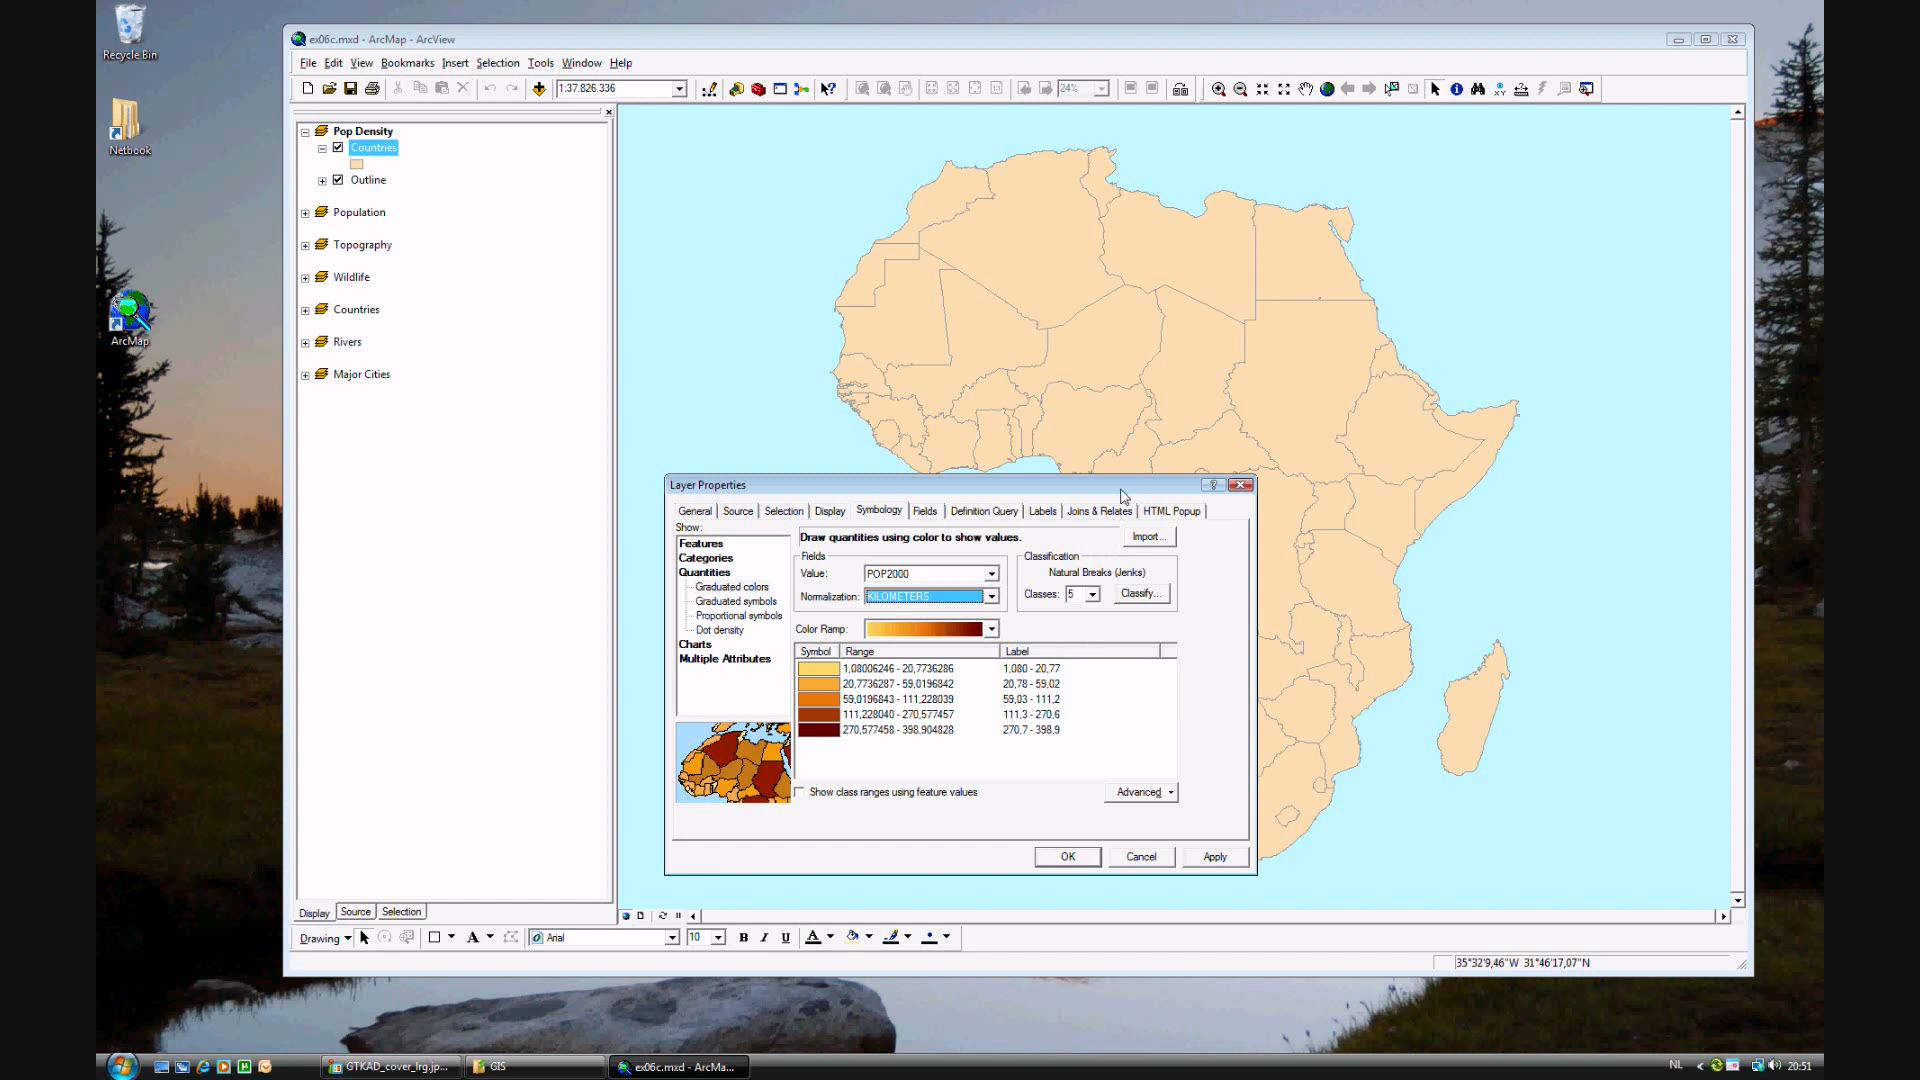 Recycle Bin
Netbook
ArcMap
ex06c.mxd - ArcMap - ArcView
File Edit View Bookmarks Insert Selection Tools Window Help
1:37.826.336
24%
Pop Density
Countries
Outline
Population
Topography
Wildlife
Countries
Rivers
Major Cities
Layer Properties
General Source Selection Display Symbology Fields Definition Query Labels Joins & Relates HTML Popup
Show:
Features
Categories
Quantities
Graduated colors
Graduated symbols
Proportional symbols
Dot density
Charts
Multiple Attributes
Draw quantities using color to show values.
Import...
Fields
Value: POP2000
Normalization: KILOMETERS
Classification
Natural Breaks (Jenks)
Classes: 5 Classify...
Color Ramp:
Symbol Range Label
1,08006246 - 20,7736286 1,080 - 20,77
20,7736287 - 59,0196842 20,78 - 59,02
59,0196843 - 111,228039 59,03 - 111,2
111,228040 - 270,577457 111,3 - 270,6
270,577458 - 398,904828 270,7 - 398,9
Show class ranges using feature values
Advanced
OK Cancel Apply
Display Source Selection
Drawing A Arial 10 B I U A
35°32'9,46"W 31°46'17,07"N
GTKAD_cover_lrg.jp... GIS ex06c.mxd - ArcMa... NL < 20:51